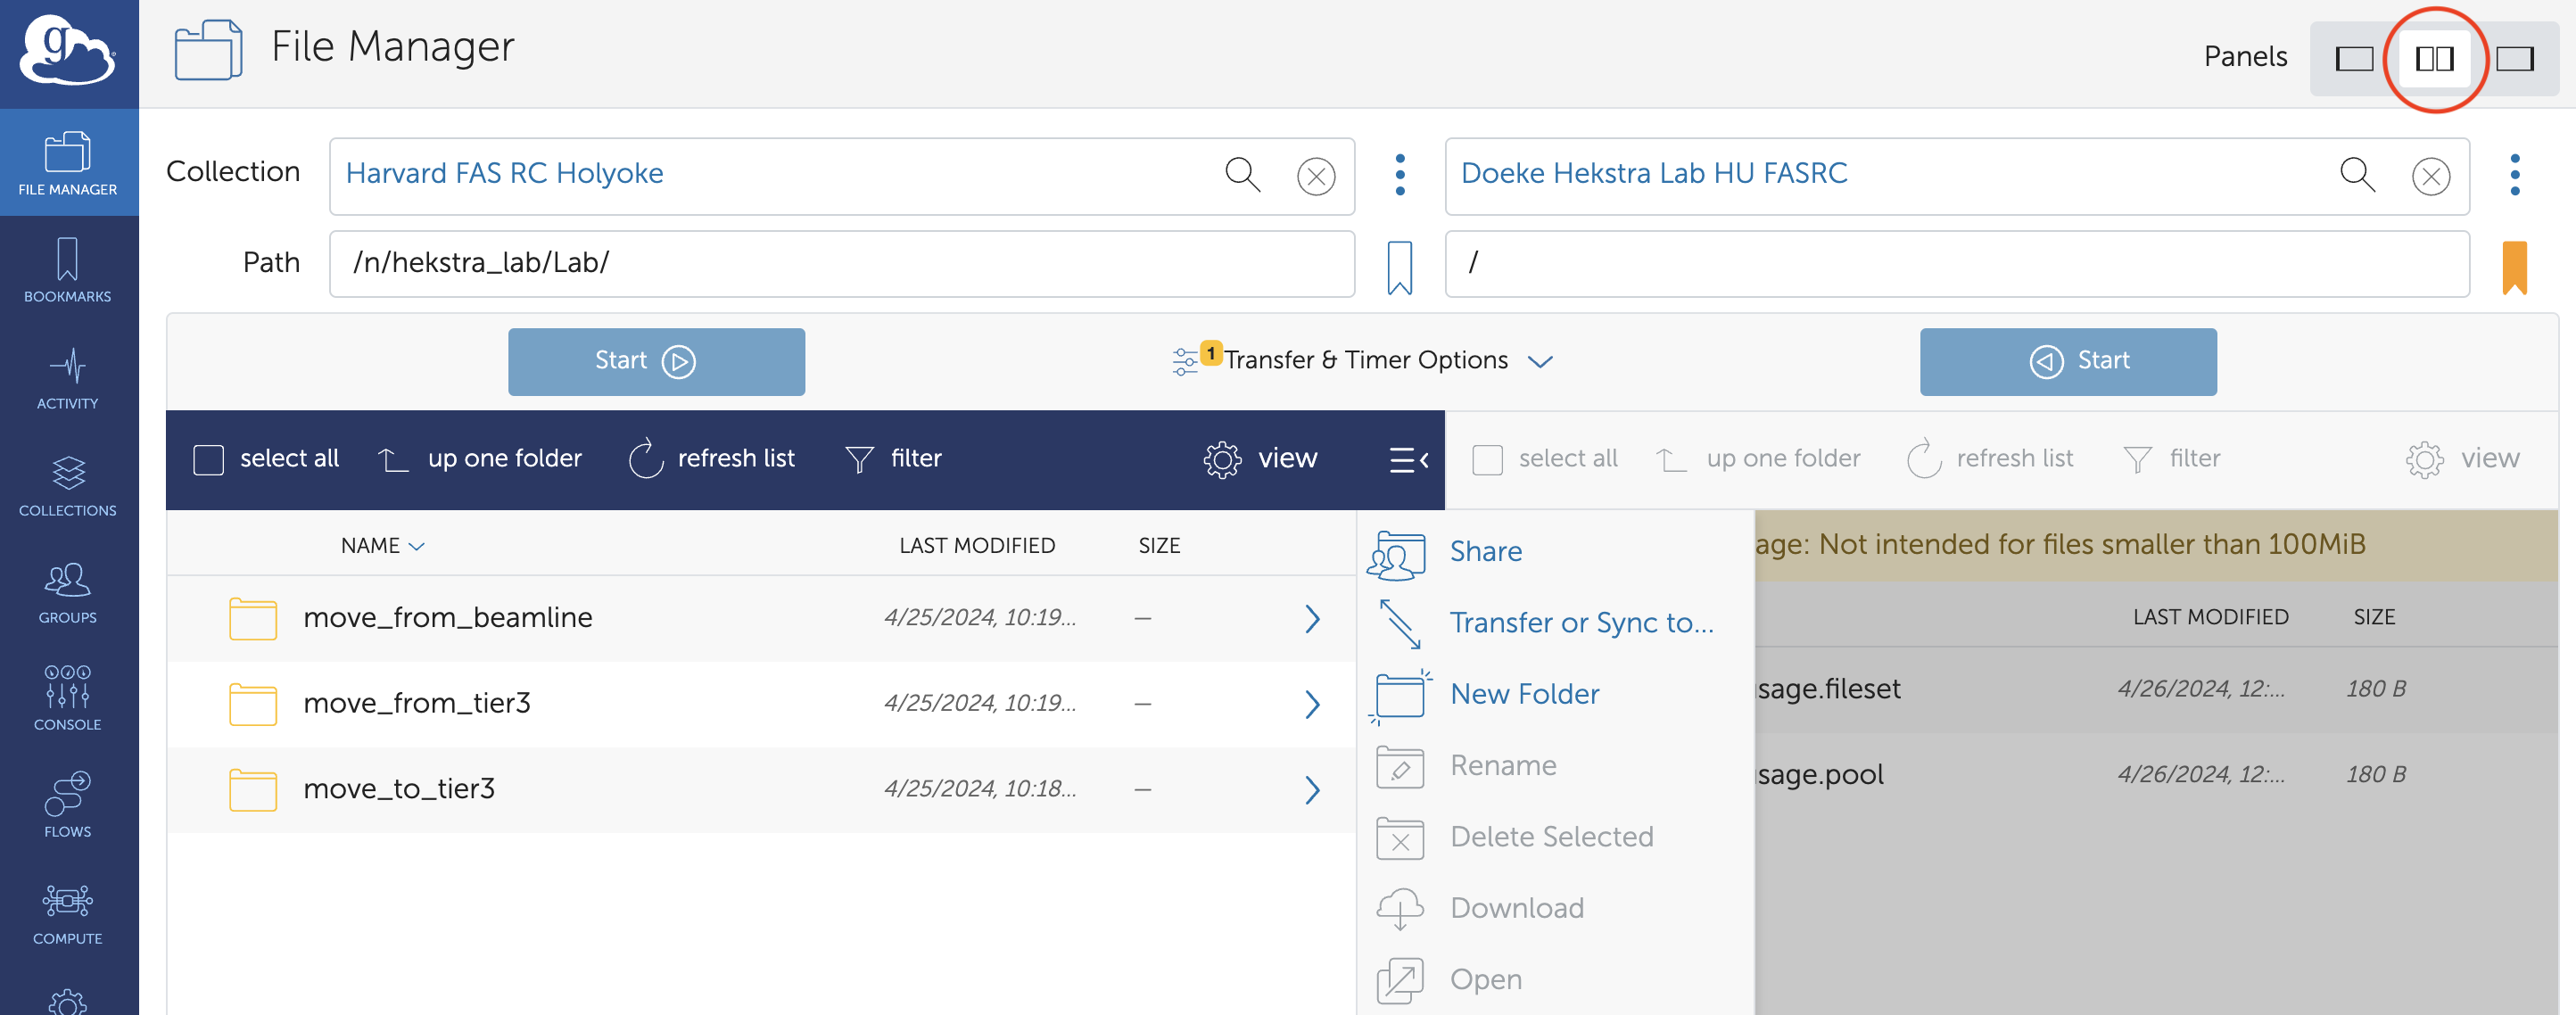 g
File Manager
Panels
FILE MANAGER
BOOKMARKS
ACTIVITY
COLLECTIONS
GROUPS
CONSOLE
FLOWS
COMPUTE
Collection
Harvard FAS RC Holyoke
Doeke Hekstra Lab HU FASRC
Path
/n/hekstra_lab/Lab/
/
Start
1 Transfer & Timer Options
Start
select all
up one folder
refresh list
filter
view
select all
up one folder
refresh list
filter
view
NAME
LAST MODIFIED
SIZE
move_from_beamline
4/25/2024, 10:19...
—
move_from_tier3
4/25/2024, 10:19...
—
move_to_tier3
4/25/2024, 10:18...
—
Share
Transfer or Sync to...
New Folder
Rename
Delete Selected
Download
Open
age: Not intended for files smaller than 100MiB
LAST MODIFIED
SIZE
sage.fileset
4/26/2024, 12:...
180 B
sage.pool
4/26/2024, 12:...
180 B